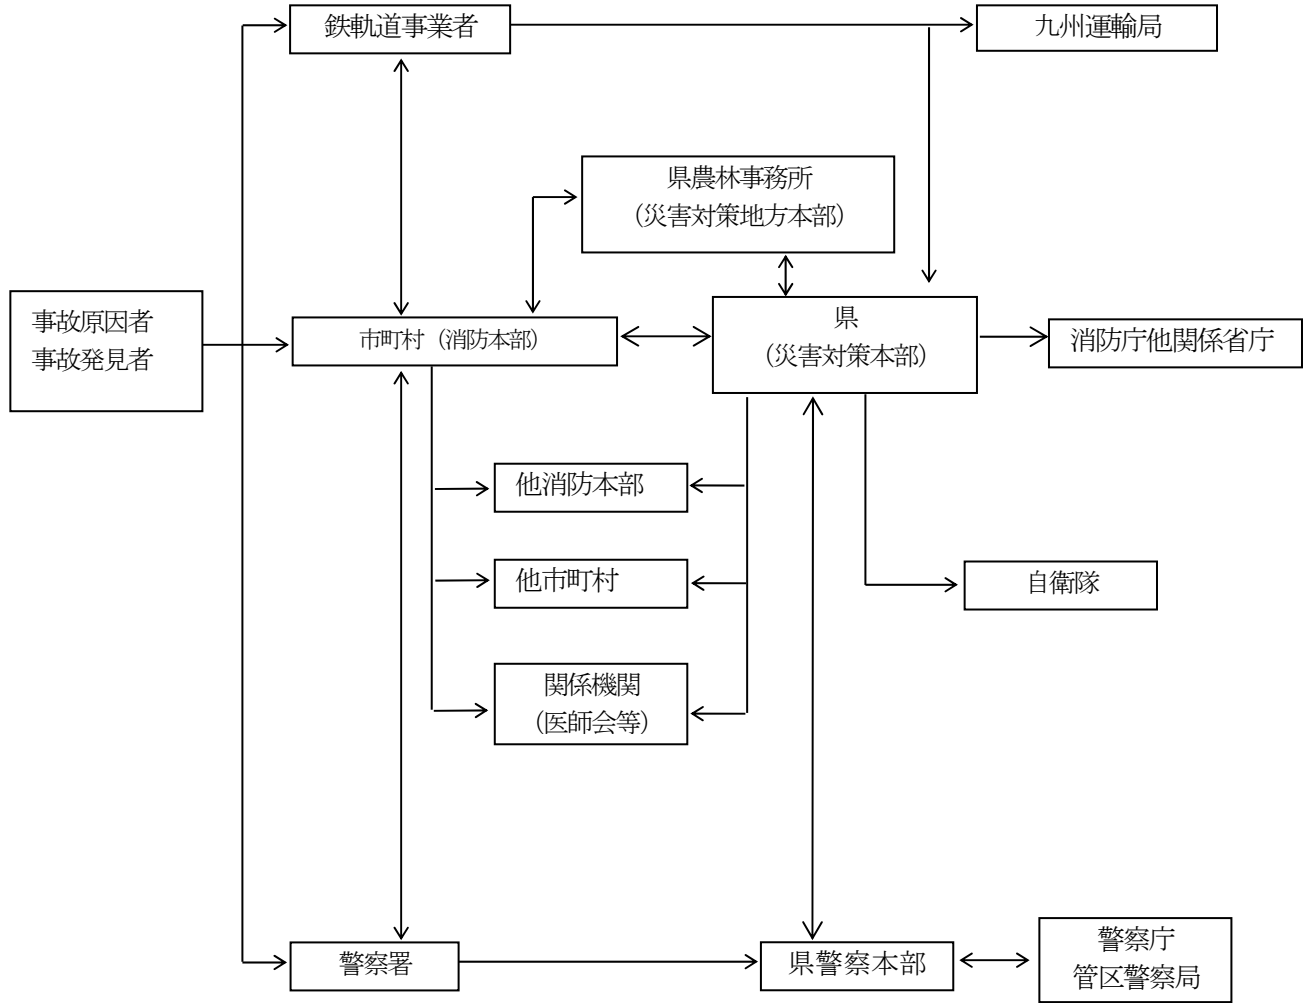 鉄軌道事業者
九州運輸局
県農林事務所
（災害対策地方本部）
事故原因者
事故発見者
市町村（消防本部）
県
（災害対策本部）
消防庁他関係省庁
他消防本部
他市町村
自衛隊
関係機関
（医師会等）
警察署
県警察本部
警察庁
管区警察局